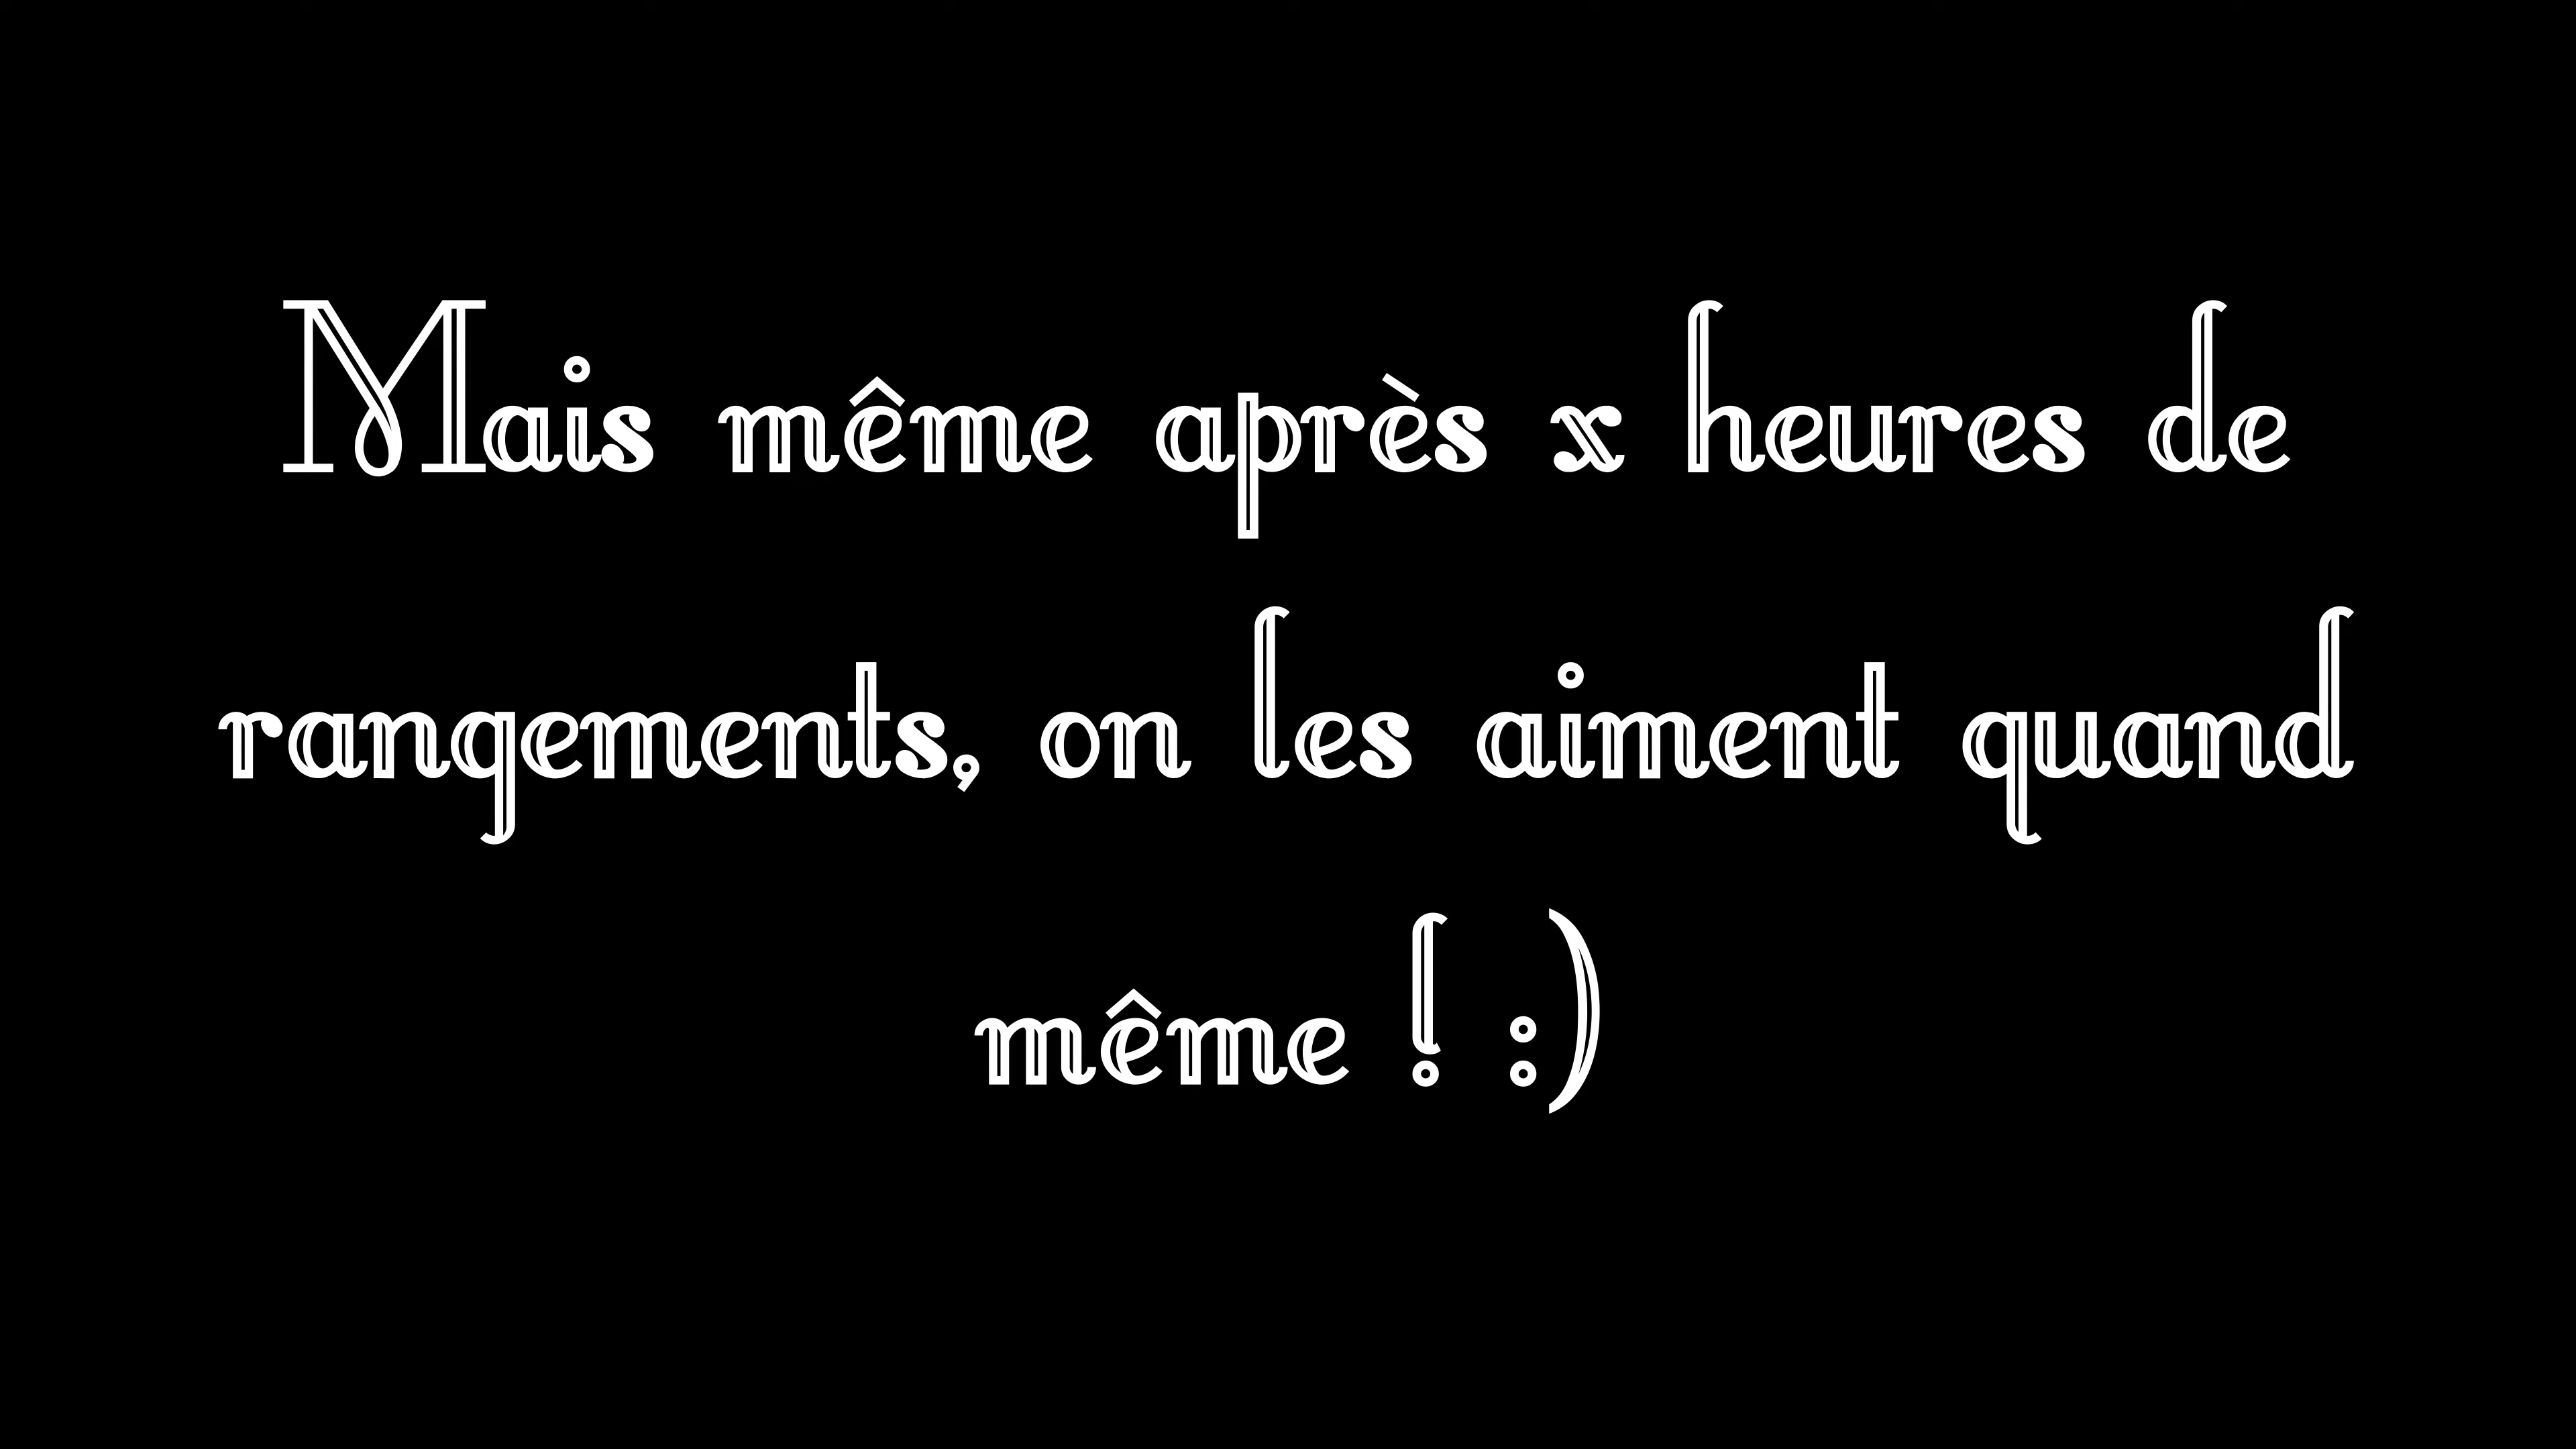 Mais même après x heures de
rangements, on les aiment quand
même ! :)